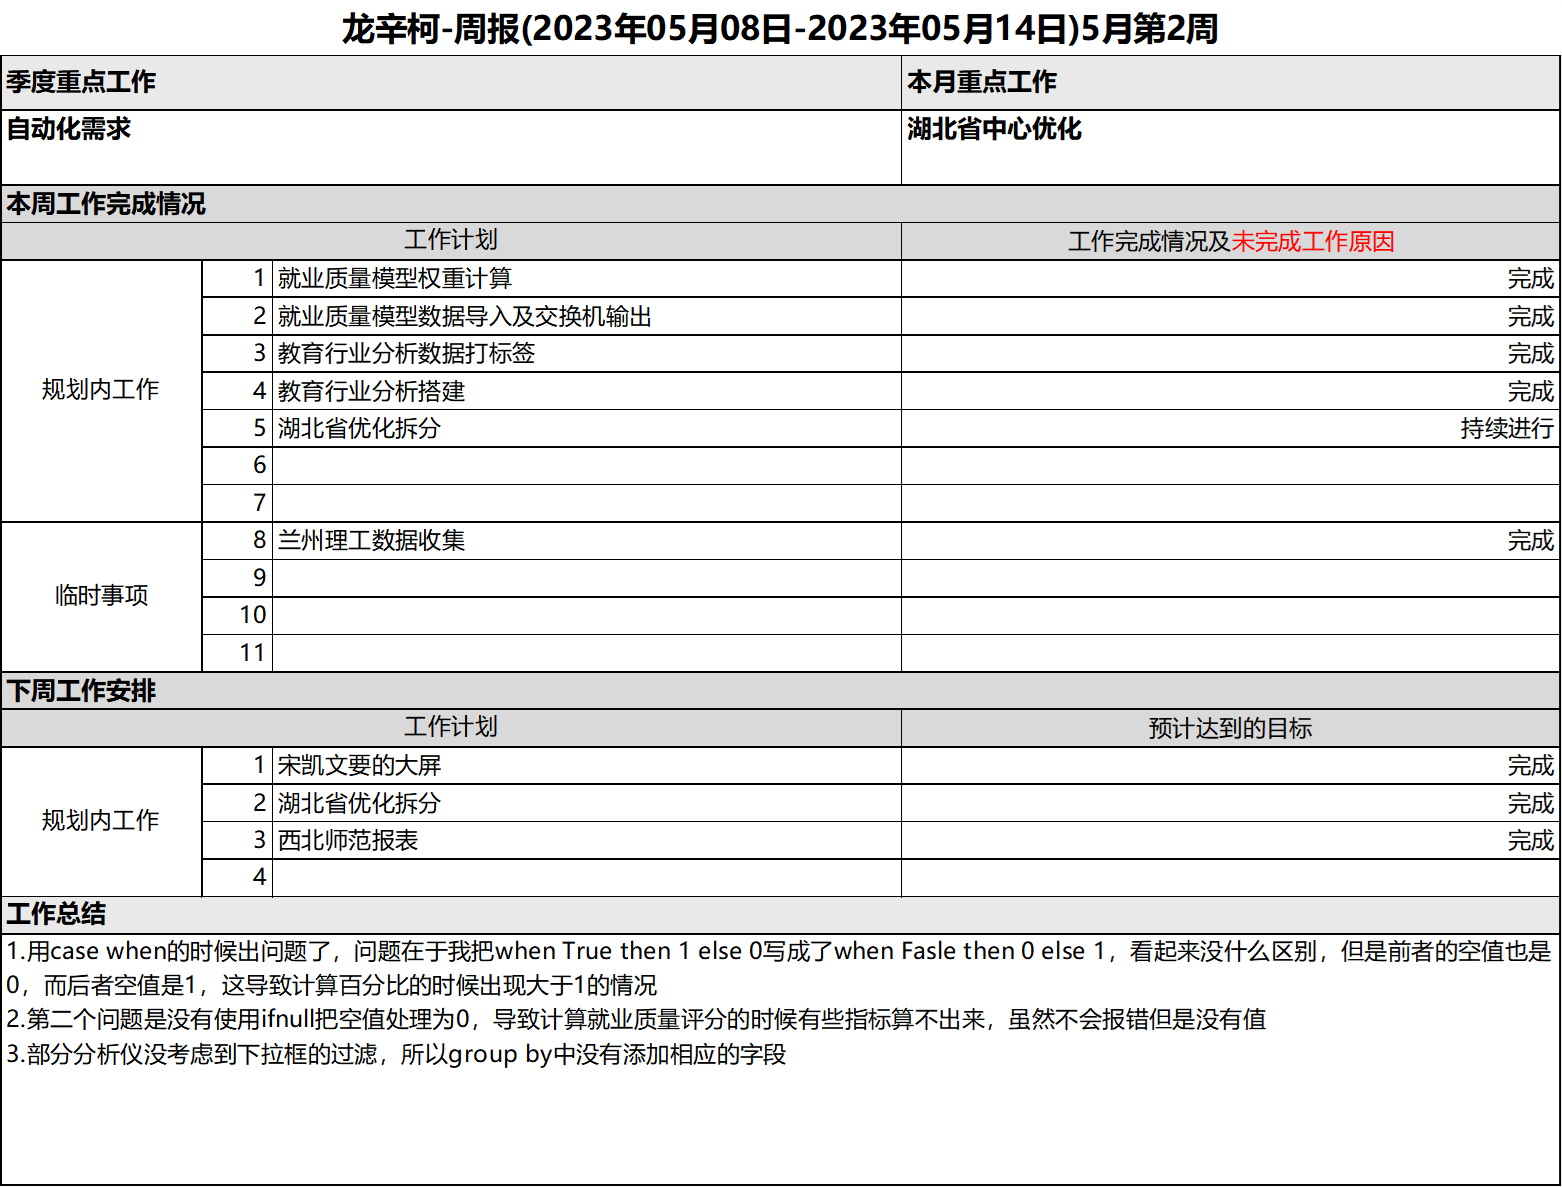 龙辛柯-周报(2023年05月08日-2023年05月14日)5月第2周
季度重点工作 本月重点工作
自动化需求 湖北省中心优化
本周工作完成情况
工作计划 工作完成情况及未完成工作原因
规划内工作
1 就业质量模型权重计算 完成
2 就业质量模型数据导入及交换机输出 完成
3 教育行业分析数据打标签 完成
4 教育行业分析搭建 完成
5 湖北省优化拆分 持续进行
6
7
临时事项
8 兰州理工数据收集 完成
9
10
11
下周工作安排
工作计划 预计达到的目标
规划内工作
1 宋凯文要的大屏 完成
2 湖北省优化拆分 完成
3 西北师范报表 完成
4
工作总结
1.用case when的时候出问题了，问题在于我把when True then 1 else 0写成了when Fasle then 0 else 1，看起来没什么区别，但是前者的空值也是
0，而后者空值是1，这导致计算百分比的时候出现大于1的情况
2.第二个问题是没有使用ifnull把空值处理为0，导致计算就业质量评分的时候有些指标算不出来，虽然不会报错但是没有值
3.部分分析仪没考虑到下拉框的过滤，所以group by中没有添加相应的字段